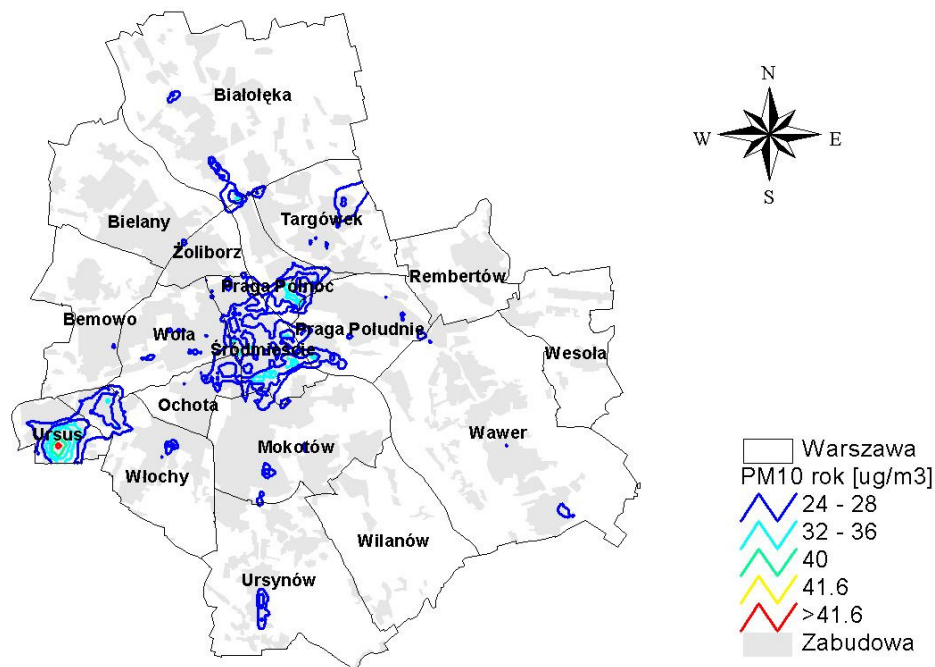 Białołęka
N
W
E
S
Targówek
Bielany
Żoliborz
Rembertów
Praga Północ
Bemowo
Wola
Praga Południe
Śródmieście
Wesoła
Ochota
Ursus
Mokotów
Wawer
Włochy
Wilanów
Ursynów
Warszawa
PM10 rok [ug/m3]
24 - 28
32 - 36
40
41.6
>41.6
Zabudowa